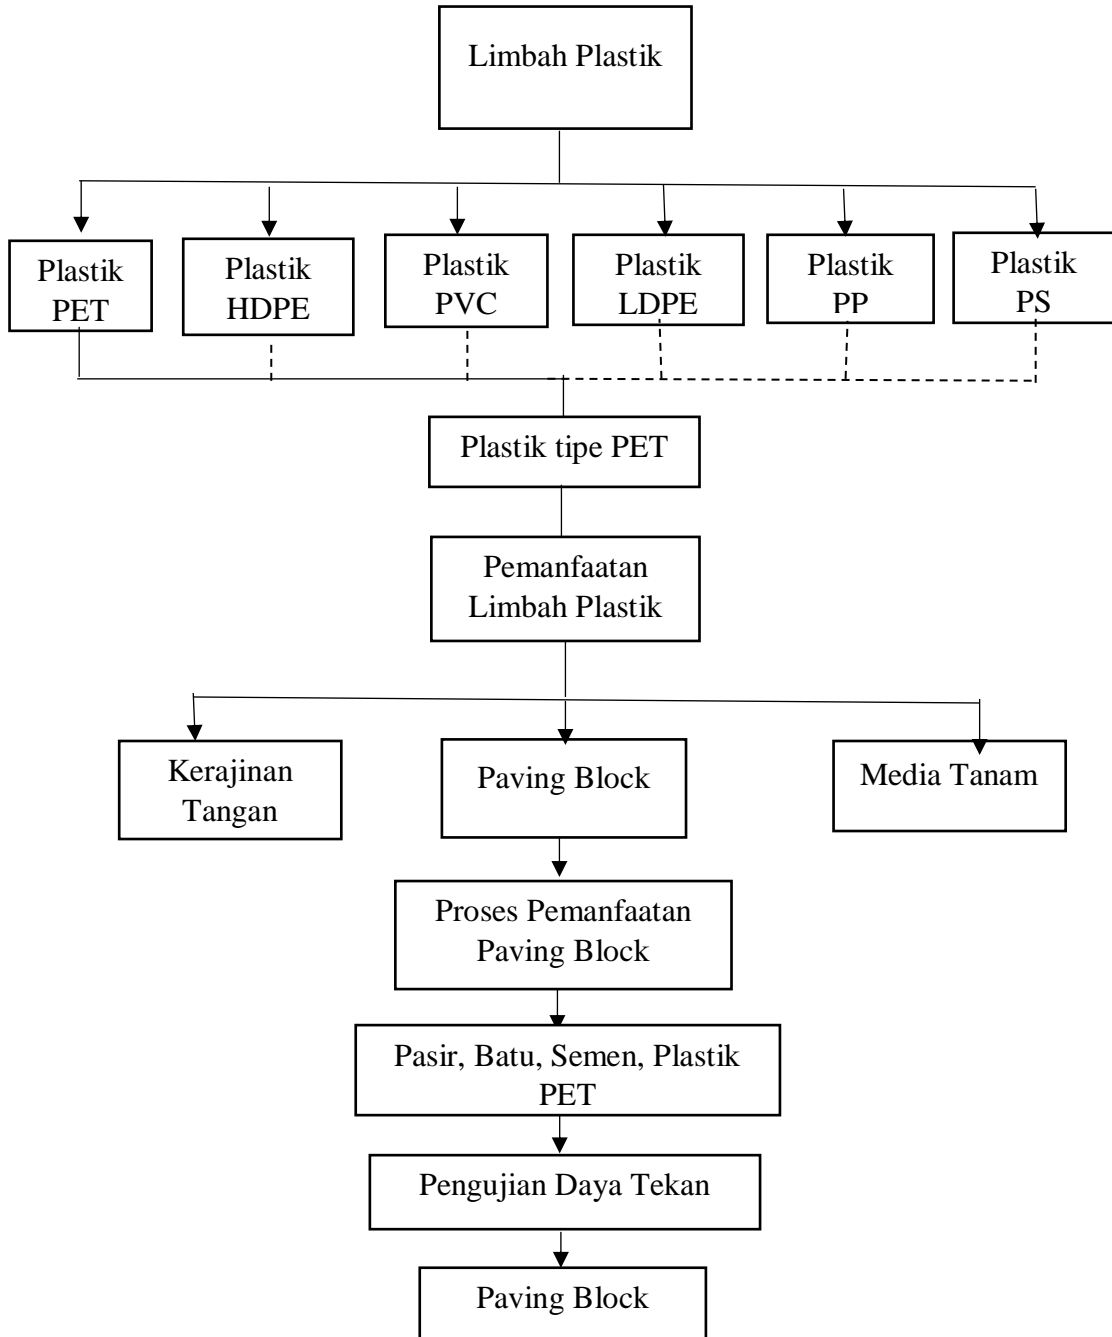 Limbah Plastik
Plastik
PET
Plastik
HDPE
Plastik
PVC
Plastik
LDPE
Plastik
PP
Plastik
PS
Plastik tipe PET
Pemanfaatan
Limbah Plastik
Kerajinan
Tangan
Paving Block
Media Tanam
Proses Pemanfaatan
Paving Block
Pasir, Batu, Semen, Plastik
PET
Pengujian Daya Tekan
Paving Block